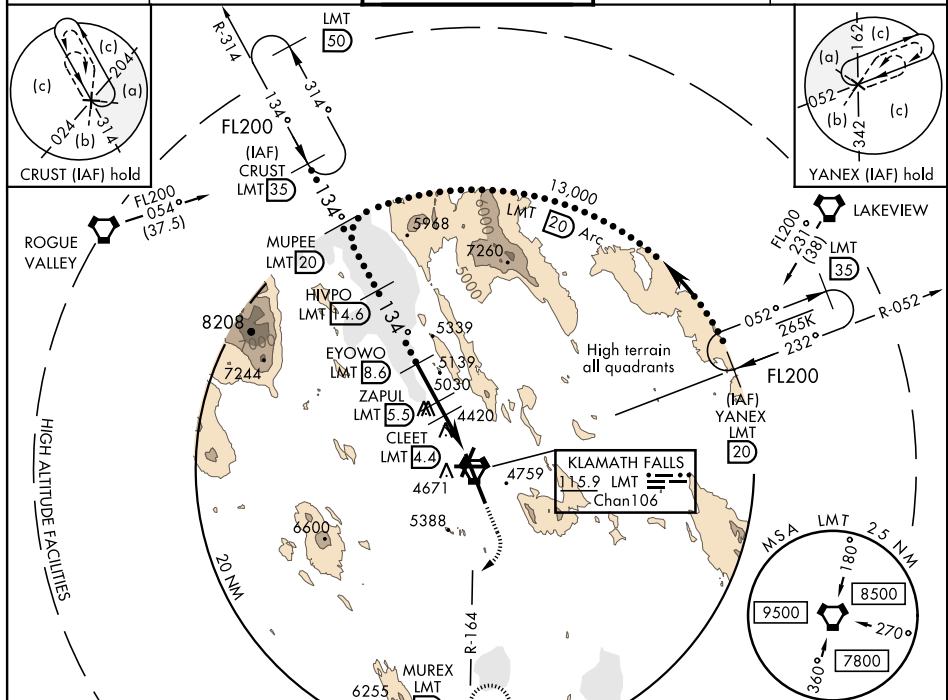 (c)
204
(c)
(a)
024
(b)
314
CRUST (IAF) hold
R-314
LMT
50
134°
314°
FL200
(IAF)
CRUST
LMT 35
134°
162
(c)
(a)
052
(b)
(c)
342
YANEX (IAF) hold
FL200
054°
(37.5)
ROGUE
VALLEY
13,000
LMT 20 Arc
LAKEVIEW
FL200
231°
(38)
LMT
35
R-052
052°
265K
232°
FL200
(IAF)
YANEX
LMT
20
MUPEE
LMT 20
HIVPO
LMT 14.6
134°
EYOWO
LMT 8.6
ZAPUL
LMT 5.5
CLEET
LMT 4.4
5968
6000
7260
5000
8208
7244
5339
5139
5030
4420
4671
4759
5388
6600
High terrain
all quadrants
KLAMATH FALLS
115.9 LMT
Chan106
HIGH ALTITUDE FACILITIES
20 NM
R-164
MUREX
LMT
6255
MSA LMT 25 NM
180°
8500
9500
270°
7800
360°